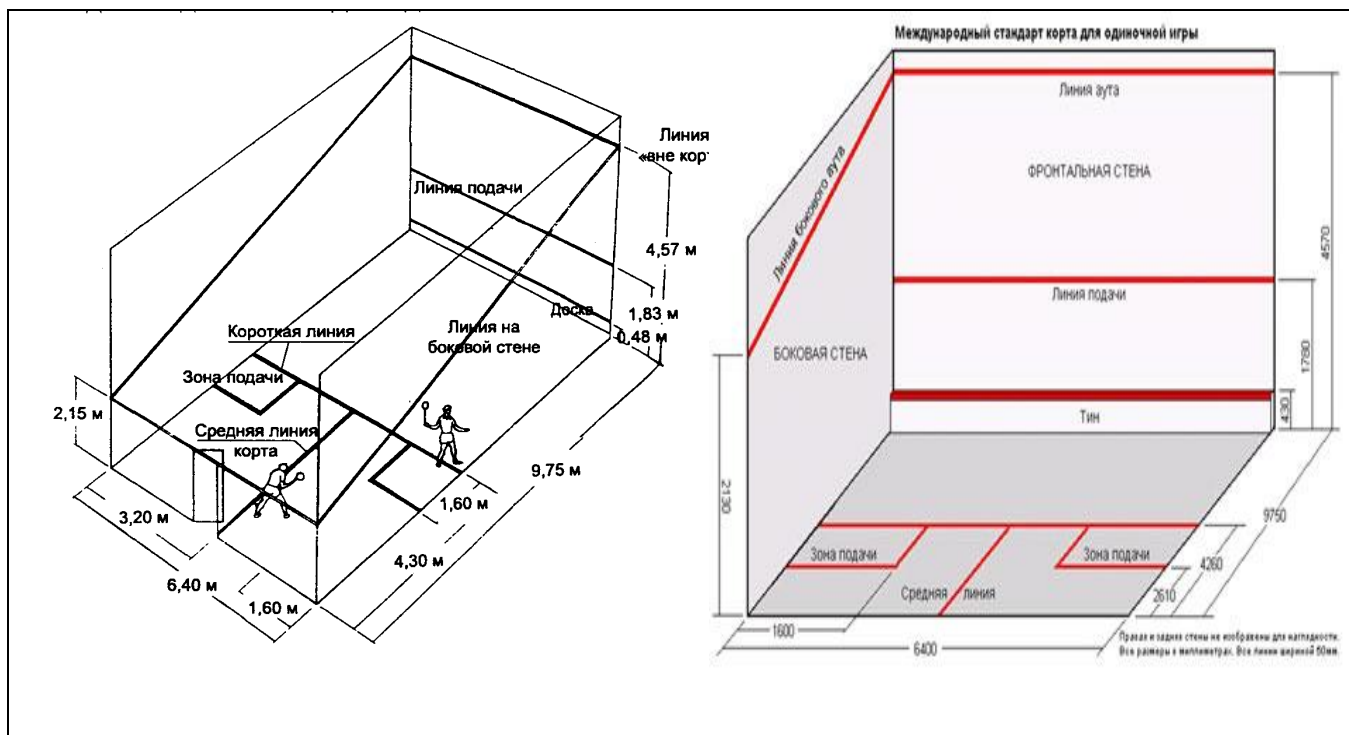 Линия
«вне кор
Линия подачи
4,57 м
Доска
1,83 м
0,48 м
Короткая линия
Линия на
боковой стене
Зона подачи
2,15 м
Средняя линия
корта
9,75 м
1,60 м
3,20 м
4,30 м
6,40 м
1,60 м
Международный стандарт корта для одиночной игры
Линия аута
ФРОНТАЛЬНАЯ СТЕНА
Линия бокового аута
4570
Линия подачи
БОКОВАЯ СТЕНА
1780
430
Тин
2130
9750
Зона подачи
Зона подачи
4260
2610
Средняя линия
1600
6400
Правая и задняя стены не изображены для наглядности.
Все размеры в миллиметрах. Все линии шириной 50мм.